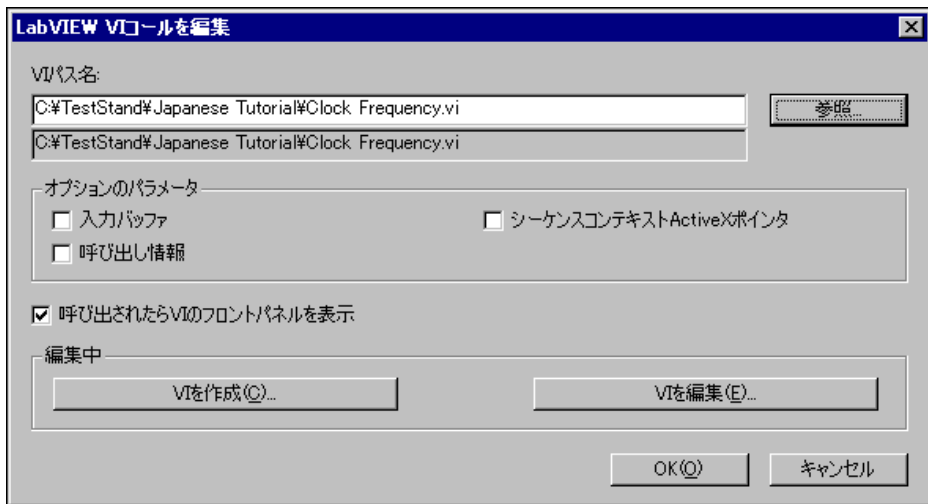 LabVIEW VIコールを編集
VIパス名:
C:¥TestStand¥Japanese Tutorial¥Clock Frequency.vi
参照...
C:¥TestStand¥Japanese Tutorial¥Clock Frequency.vi
オプションのパラメータ
入力バッファ
シーケンスコンテキストActiveXポインタ
呼び出し情報
呼び出されたらVIのフロントパネルを表示
編集中
VIを作成(C)...
VIを編集(E)...
OK(O)
キャンセル